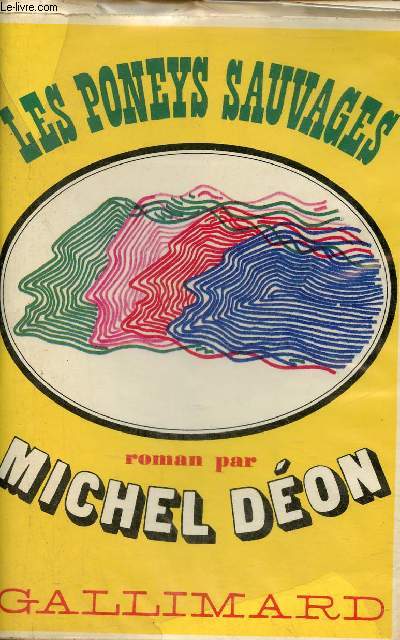 Le-livre.com
LES PONEYS SAUVAGES
roman par
MICHEL DÉON
GALLIMARD